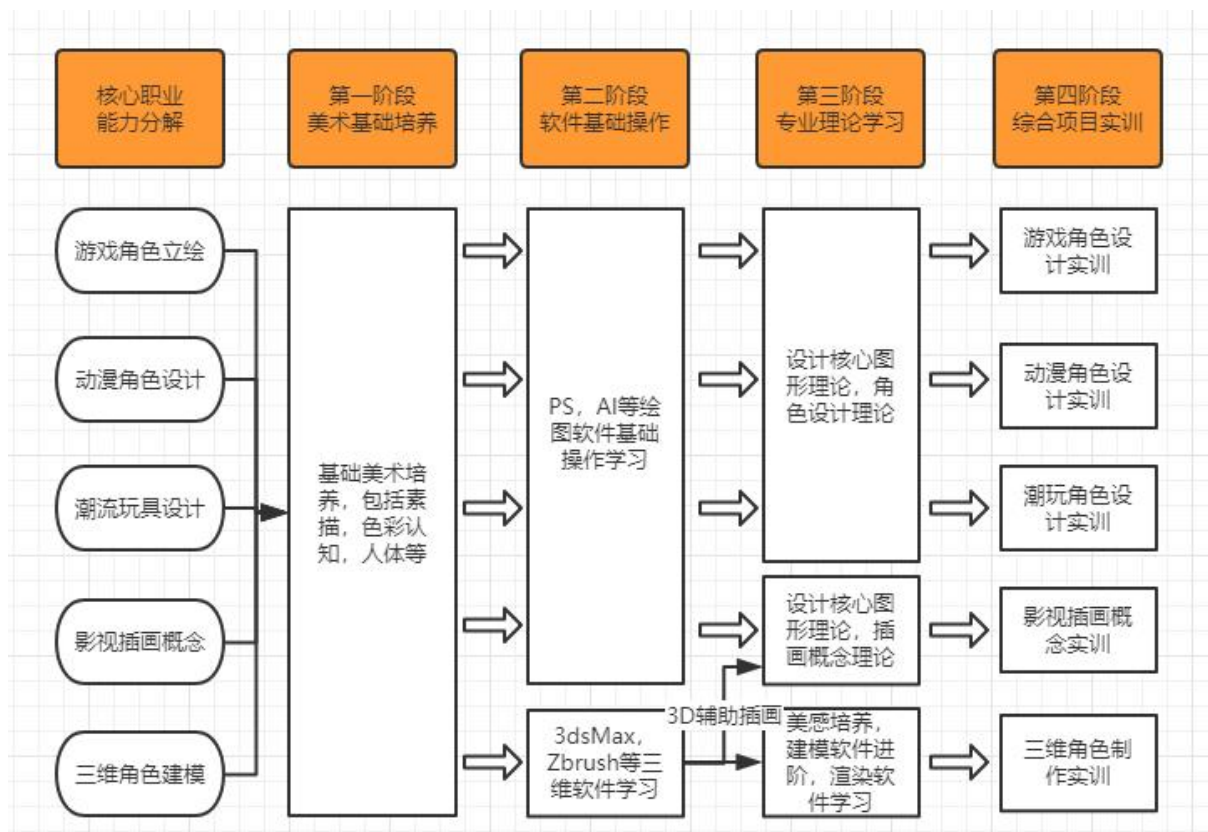 核心职业
能力分解
第一阶段
美术基础培养
第二阶段
软件基础操作
第三阶段
专业理论学习
第四阶段
综合项目实训
游戏角色立绘
动漫角色设计
潮流玩具设计
影视插画概念
三维角色建模
基础美术培
养，包括素
描，色彩认
知，人体等
PS，AI等绘
图软件基础
操作学习
3dsMax，
Zbrush等三
维软件学习
3D辅助插画
设计核心图
形理论，角
色设计理论
设计核心图
形理论，插
画概念理论
美感培养，
建模软件进
阶，渲染软
件学习
游戏角色设
计实训
动漫角色设
计实训
潮玩角色设
计实训
影视插画概
念实训
三维角色制
作实训